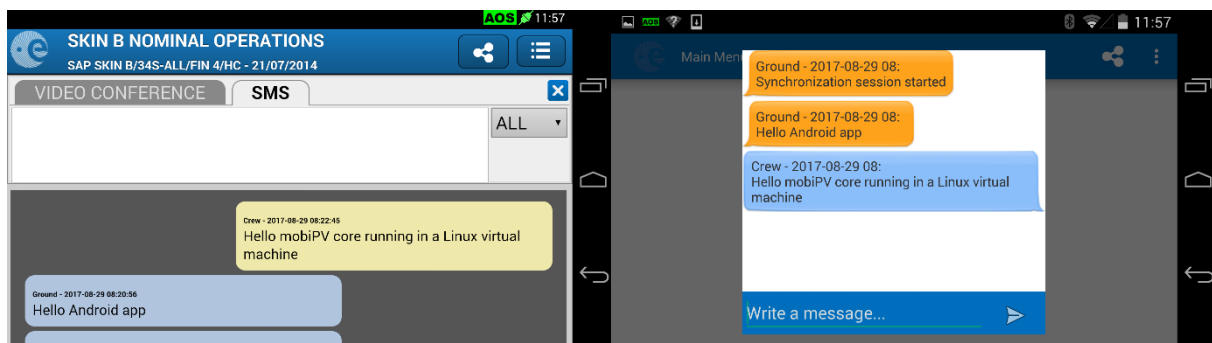 AOS 11:57
SKIN B NOMINAL OPERATIONS
SAP SKIN B/34S-ALL/FIN 4/HC - 21/07/2014
VIDEO CONFERENCE SMS
ALL
Crew - 2017-08-29 08:22:45
Hello mobiPV core running in a Linux virtual
machine
Ground - 2017-08-29 08:20:56
Hello Android app
AOS 11:57
Main Men
Ground - 2017-08-29 08:
Synchronization session started
Ground - 2017-08-29 08:
Hello Android app
Crew - 2017-08-29 08:
Hello mobiPV core running in a Linux virtual
machine
Write a message...